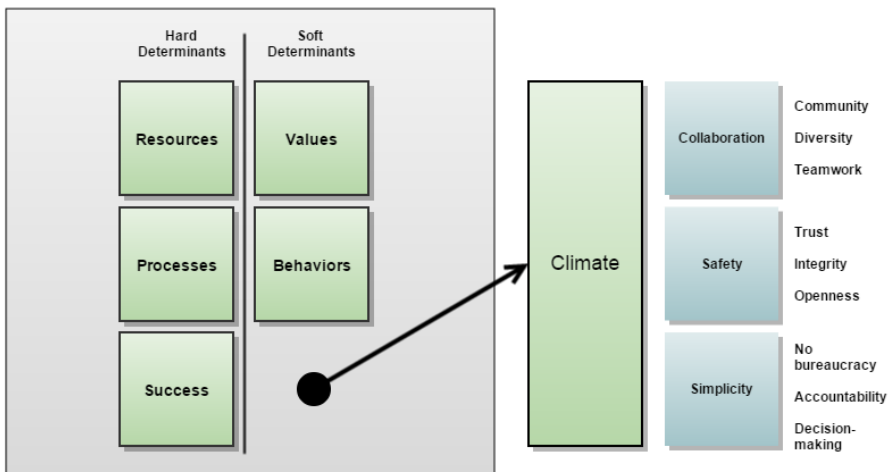 Hard
Determinants
Soft
Determinants
Resources
Values
Processes
Behaviors
Success
Climate
Collaboration
Community
Diversity
Teamwork
Safety
Trust
Integrity
Openness
Simplicity
No
bureaucracy
Accountability
Decision-
making